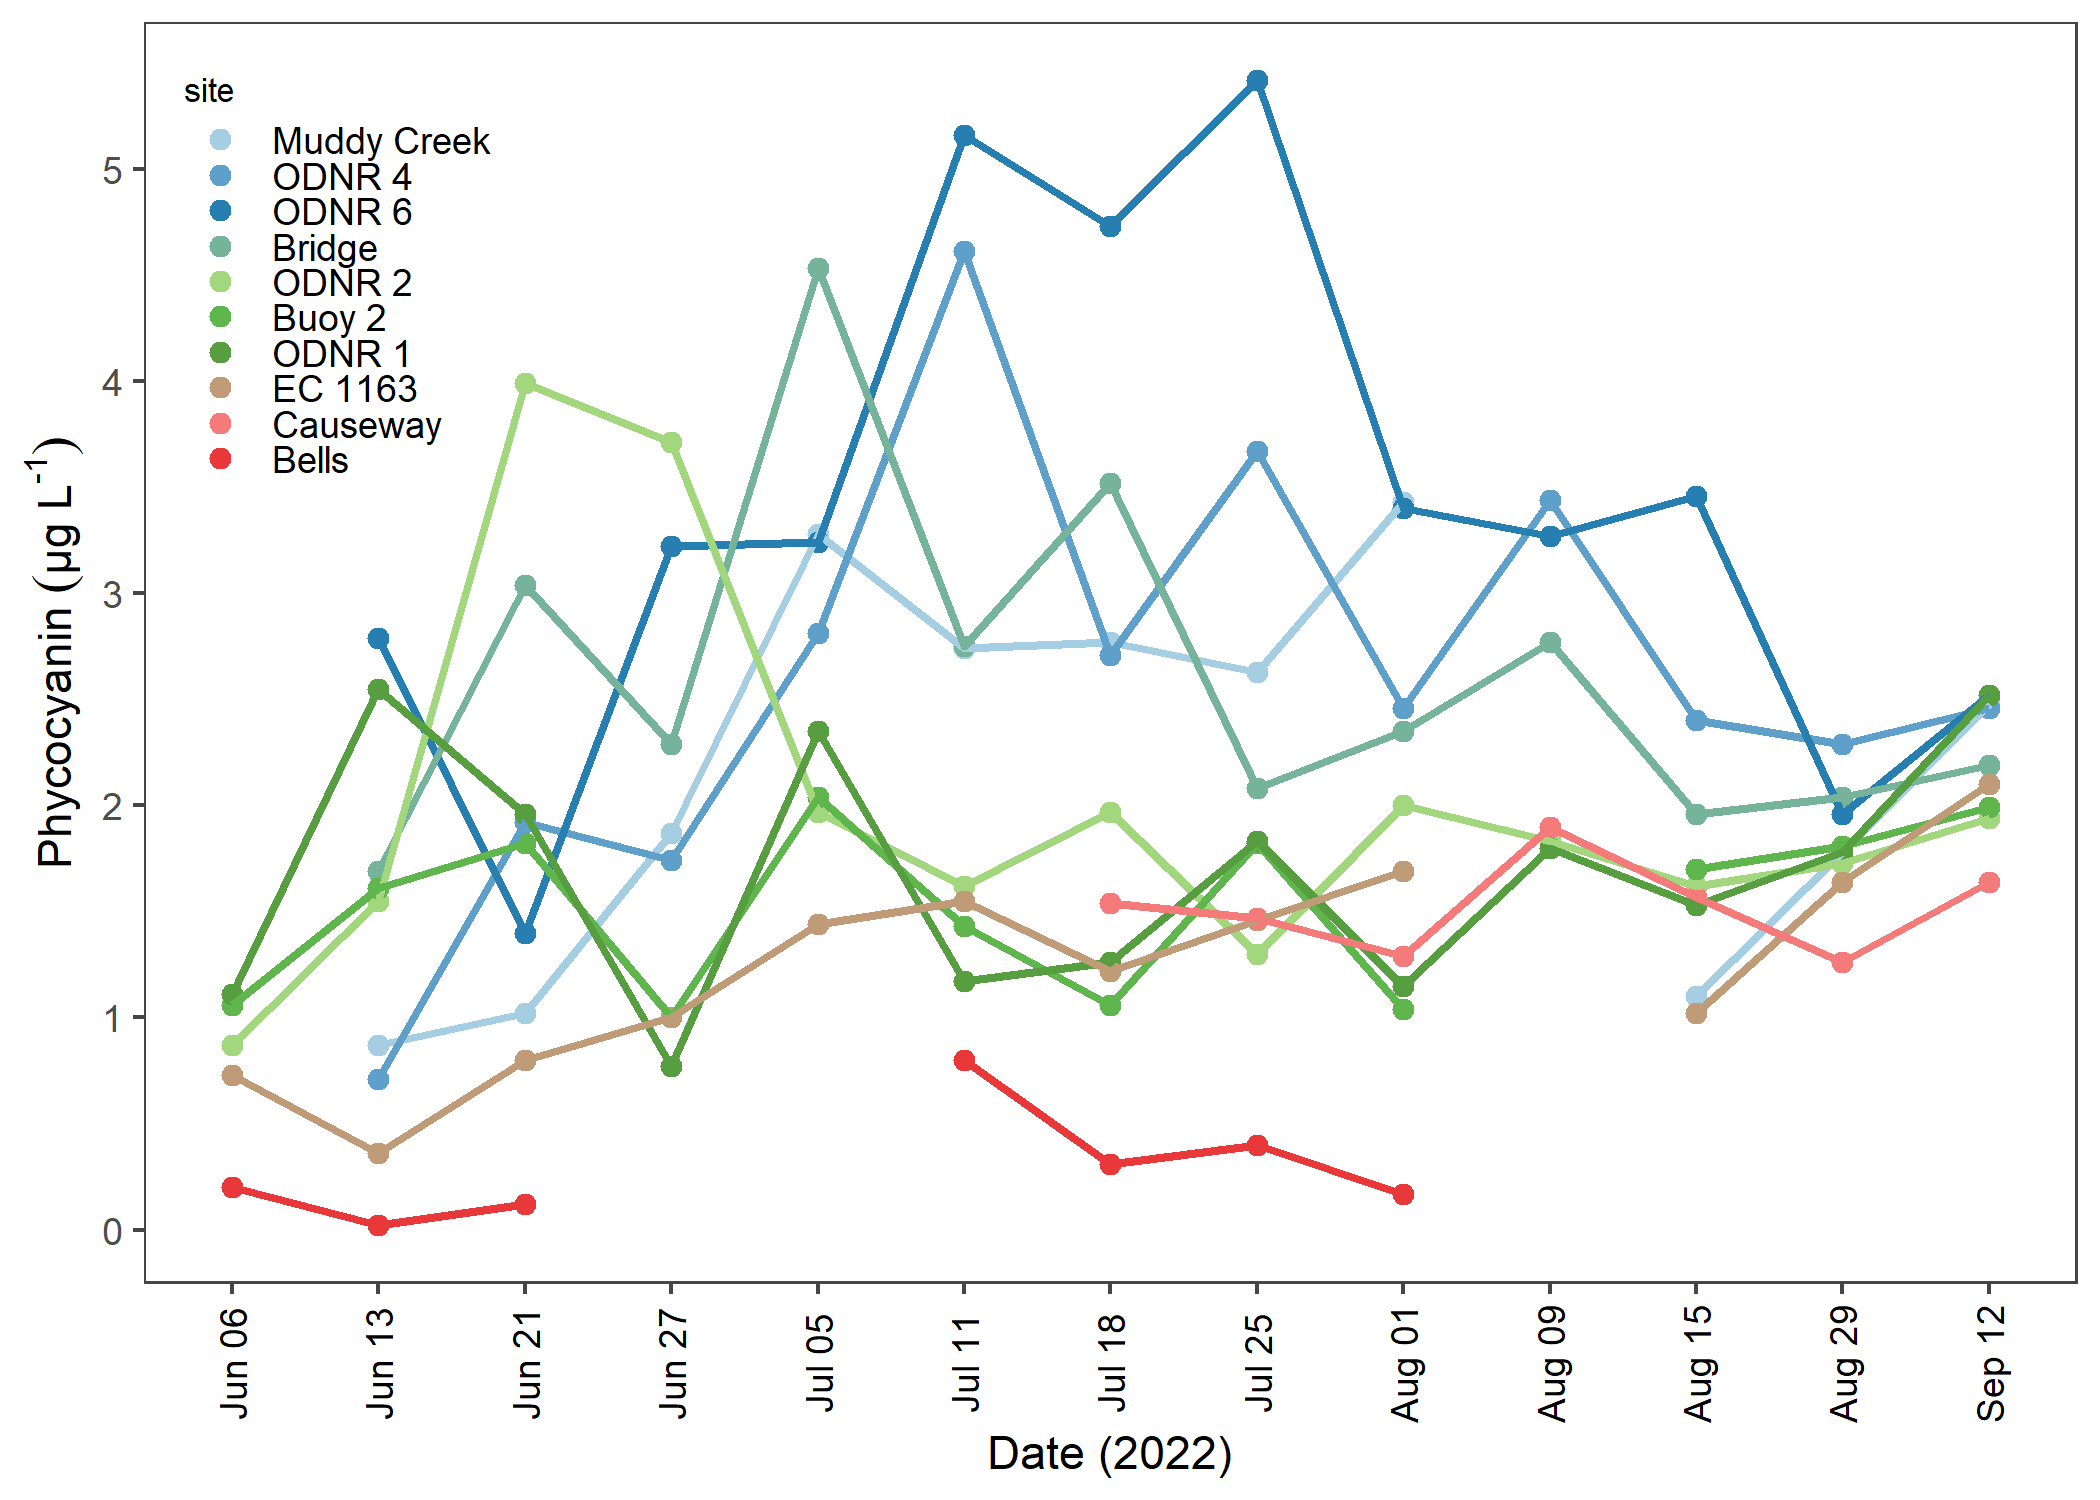 site
Muddy Creek
ODNR 4
ODNR 6
Bridge
ODNR 2
Buoy 2
ODNR 1
EC 1163
Causeway
Bells
Phycocyanin (µg L⁻¹)
5
4
3
2
1
0
Jun 06
Jun 13
Jun 21
Jun 27
Jul 05
Jul 11
Jul 18
Jul 25
Aug 01
Aug 09
Aug 15
Aug 29
Sep 12
Date (2022)